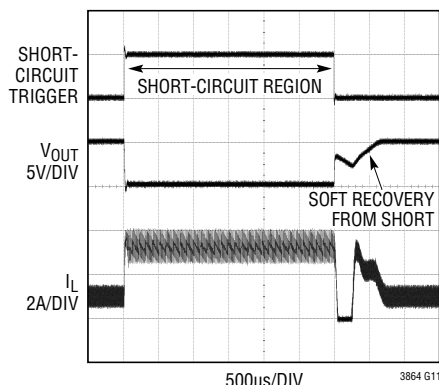 SHORT-
CIRCUIT
TRIGGER
SHORT-CIRCUIT REGION
VOUT
5V/DIV
SOFT RECOVERY
FROM SHORT
IL
2A/DIV
500µs/DIV
3864 G11